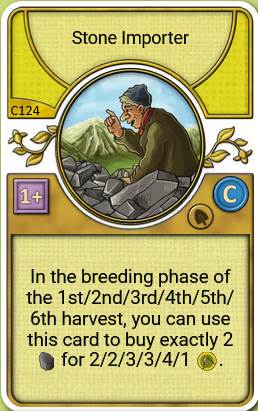 Stone Importer
C124
1+
C
In the breeding phase of
the 1st/2nd/3rd/4th/5th/
6th harvest, you can use
this card to buy exactly 2
for 2/2/3/3/4/1 .